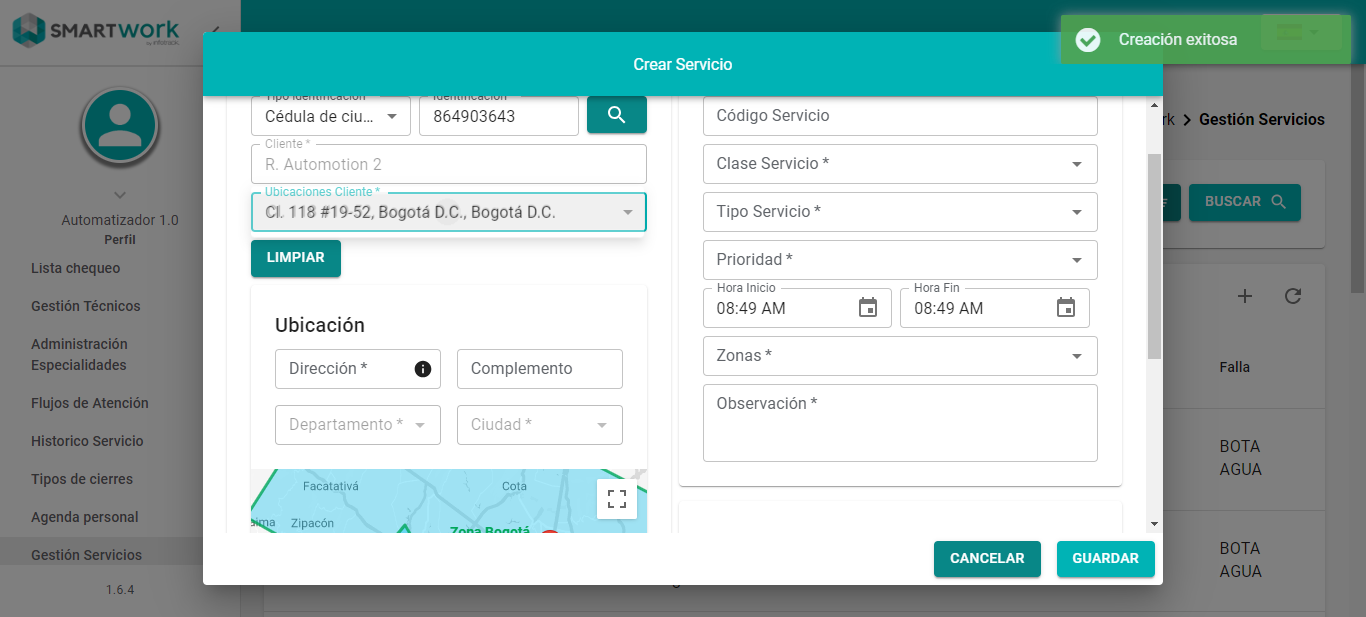 SMARTWORK
by infotrack
Creación exitosa
Crear Servicio
Gestión Servicios
Automatizador 1.0
Perfil
Lista chequeo
Gestión Técnicos
Administración
Especialidades
Flujos de Atención
Historico Servicio
Tipos de cierres
Agenda personal
Gestión Servicios
1.6.4
Tipo Identificación
Cédula de ciu...
Identificación
864903643
Cliente *
R. Automotion 2
Ubicaciones Cliente *
Cl. 118 #19-52, Bogotá D.C., Bogotá D.C.
LIMPIAR
Ubicación
Dirección *
Complemento
Departamento *
Ciudad *
Facatativá
Cota
Zipacón
Zona Bogotá
Código Servicio
Clase Servicio *
Tipo Servicio *
Prioridad *
Hora Inicio
08:49 AM
Hora Fin
08:49 AM
Zonas *
Observación *
CANCELAR
GUARDAR
BUSCAR
Falla
BOTA
AGUA
BOTA
AGUA